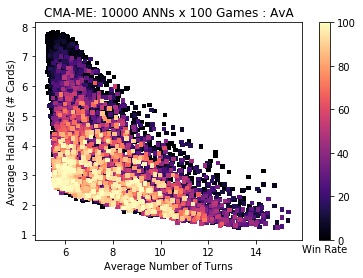 CMA-ME: 10000 ANNs x 100 Games : AvA
8
7
6
5
4
3
2
1
Average Hand Size (# Cards)
6 8 10 12 14
Average Number of Turns
100
80
60
40
20
0
Win Rate